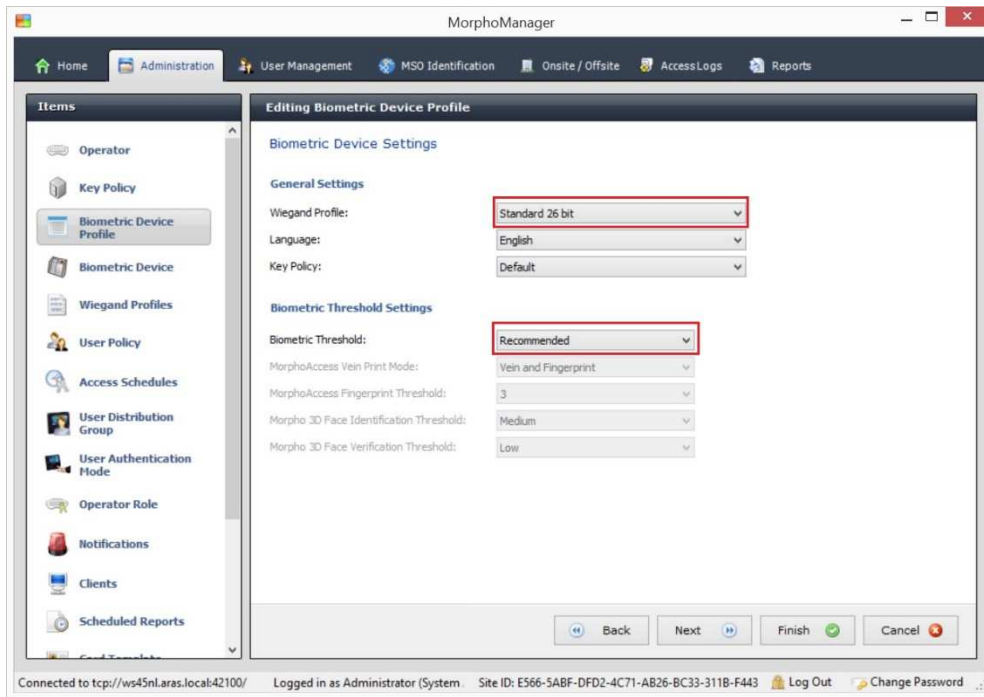 MorphoManager
Home Administration User Management MSO Identification Onsite / Offsite Access Logs Reports
Items
Operator
Key Policy
Biometric Device
Profile
Biometric Device
Wiegand Profiles
User Policy
Access Schedules
User Distribution
Group
User Authentication
Mode
Operator Role
Notifications
Clients
Scheduled Reports
Card Template
Editing Biometric Device Profile
Biometric Device Settings
General Settings
Wiegand Profile: Standard 26 bit
Language: English
Key Policy: Default
Biometric Threshold Settings
Biometric Threshold: Recommended
MorphoAccess Vein Print Mode: Vein and Fingerprint
MorphoAccess Fingerprint Threshold: 3
Morpho 3D Face Identification Threshold: Medium
Morpho 3D Face Verification Threshold: Low
Back Next Finish Cancel
Connected to tcp://ws45nl.aras.local:42100/ Logged in as Administrator (System Site ID: E566-5ABF-DFD2-4C71-AB26-BC33-311B-F443 Log Out Change Password